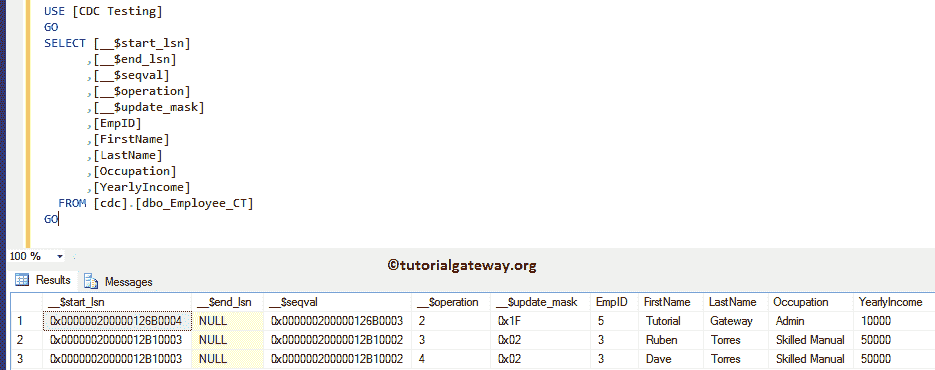 USE [CDC Testing]
GO
SELECT [__$start_lsn]
,[__$end_lsn]
,[__$seqval]
,[__$operation]
,[__$update_mask]
,[EmpID]
,[FirstName]
,[LastName]
,[Occupation]
,[YearlyIncome]
FROM [cdc].[dbo_Employee_CT]
GO
100 %
©tutorialgateway.org
Results Messages
__$start_lsn __$end_lsn __$seqval __$operation __$update_mask EmpID FirstName LastName Occupation YearlyIncome
1 0x000000200000126B0004 NULL 0x000000200000126B0003 2 0x1F 5 Tutorial Gateway Admin 10000
2 0x00000020000012B10003 NULL 0x00000020000012B10002 3 0x02 3 Ruben Torres Skilled Manual 50000
3 0x00000020000012B10003 NULL 0x00000020000012B10002 4 0x02 3 Dave Torres Skilled Manual 50000